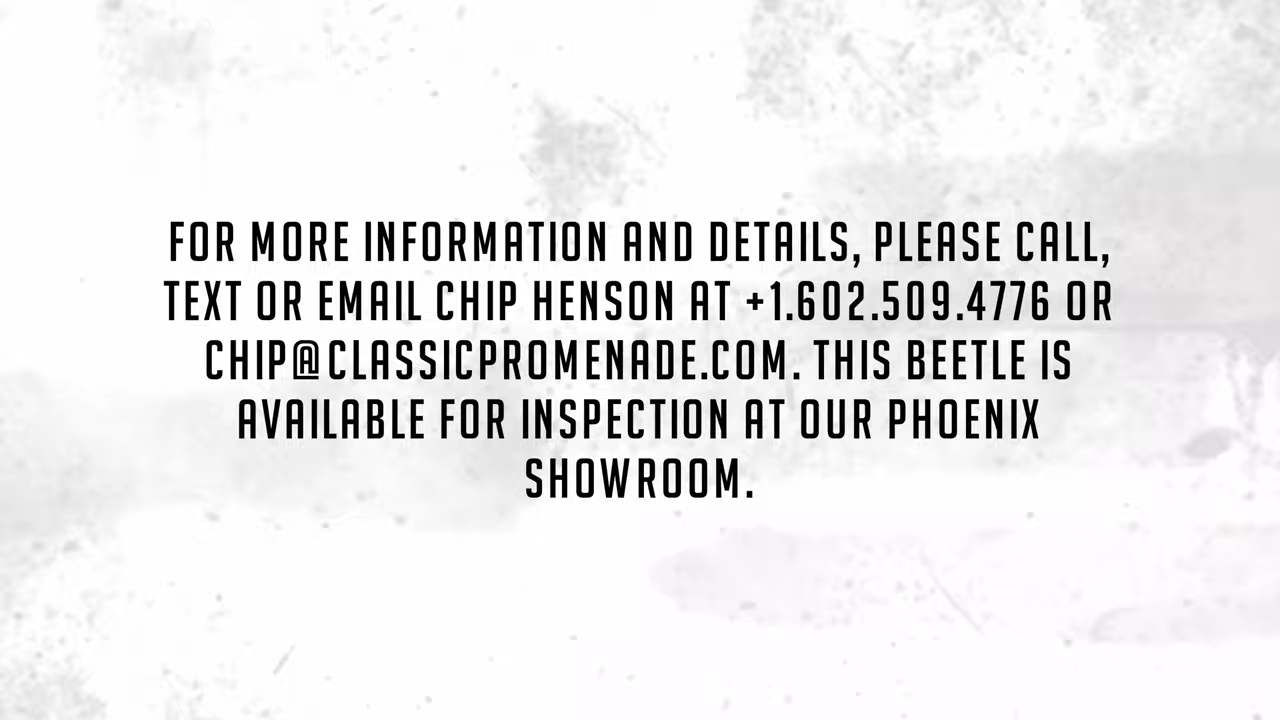 FOR MORE INFORMATION AND DETAILS, PLEASE CALL,
TEXT OR EMAIL CHIP HENSON AT +1.602.509.4776 OR
CHIP@CLASSICPROMENADE.COM. THIS BEETLE IS
AVAILABLE FOR INSPECTION AT OUR PHOENIX
SHOWROOM.